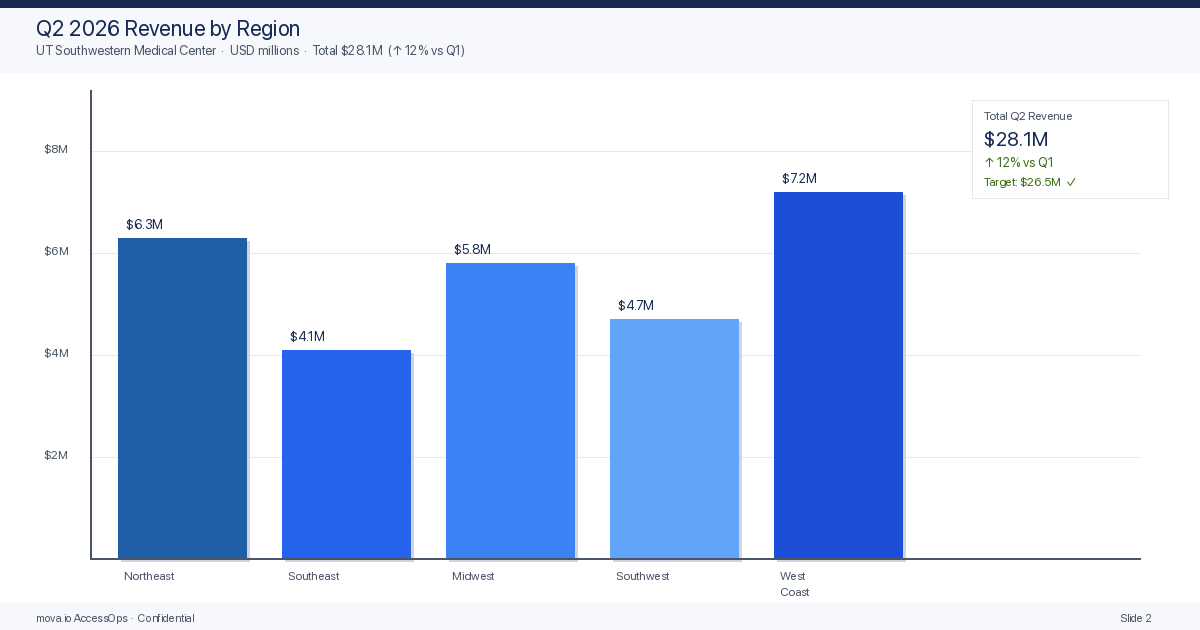 Q2 2026 Revenue by Region
UT Southwestern Medical Center · USD millions · Total $28.1M (↑ 12% vs Q1)
Total Q2 Revenue
$28.1M
↑ 12% vs Q1
Target: $26.5M ✓
$8M
$6M
$4M
$2M
$6.3M
$4.1M
$5.8M
$4.7M
$7.2M
Northeast
Southeast
Midwest
Southwest
West
Coast
mova.io AccessOps · Confidential
Slide 2